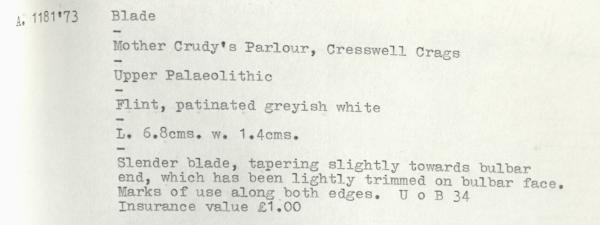 A. 1181'73 Blade
–
Mother Crudy's Parlour, Cresswell Crags
–
Upper Palaeolithic
–
Flint, patinated greyish white
–
L. 6.8cms. w. 1.4cms.
–
Slender blade, tapering slightly towards bulbar
end, which has been lightly trimmed on bulbar face.
Marks of use along both edges. U o B 34
Insurance value £1.00